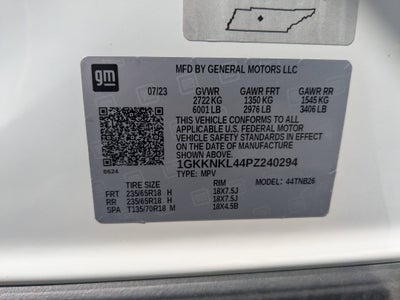 gm
MFD BY GENERAL MOTORS LLC
07/23 GVWR GAWR FRT GAWR RR
2722 KG 1350 KG 1545 KG
6001 LB 2976 LB 3406 LB
THIS VEHICLE CONFORMS TO ALL
APPLICABLE U.S. FEDERAL MOTOR
VEHICLE SAFETY STANDARDS IN EFFECT
ON THE DATE OF MANUFACTURE
SHOWN ABOVE.
1GKKNKL44PZ240294
TYPE: MPV
0624
TIRE SIZE RIM MODEL: 44TNB26
FRT 235/65R18 H 18X7.5J
RR 235/65R18 H 18X7.5J
SPA T135/70R18 M 18X4.5B